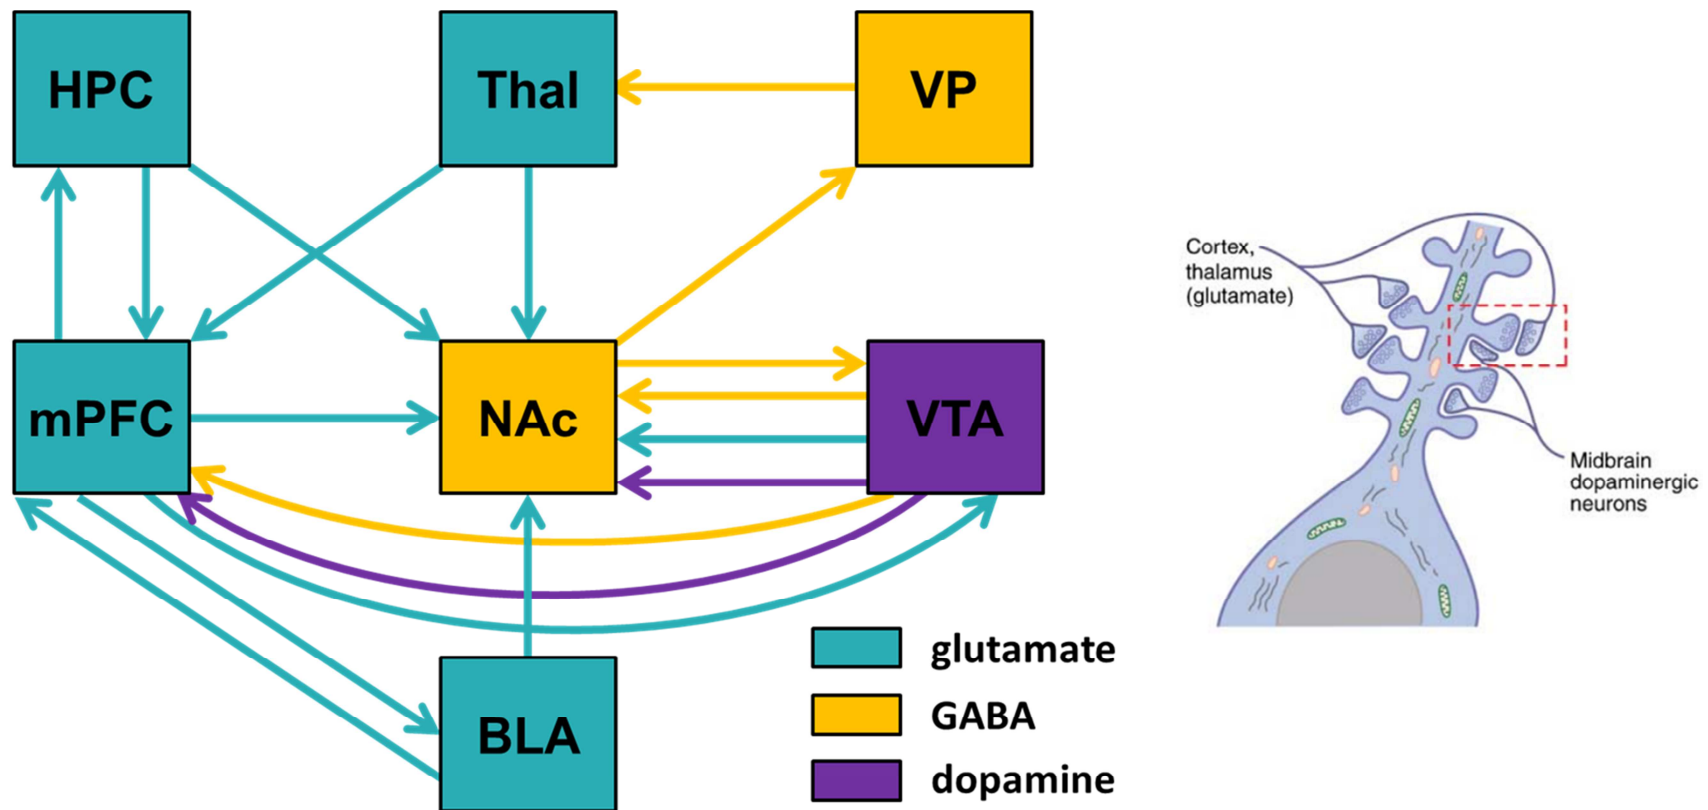 HPC
Thal
VP
mPFC
NAc
VTA
BLA
glutamate
GABA
dopamine
Cortex,
thalamus
(glutamate)
Midbrain
dopaminergic
neurons